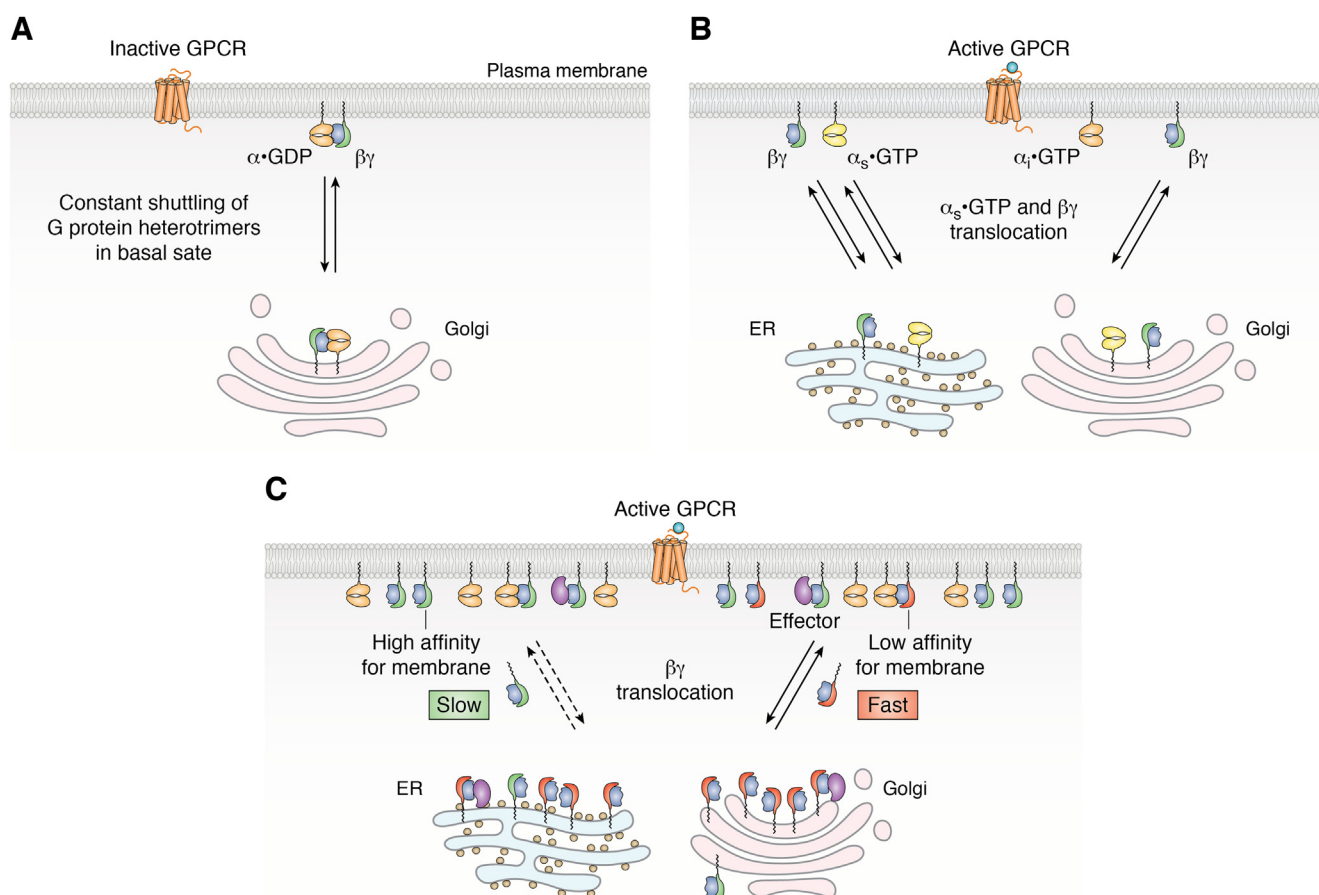 A
Inactive GPCR
Plasma membrane
α•GDP
βγ
Constant shuttling of
G protein heterotrimers
in basal sate
Golgi
B
Active GPCR
βγ
αs•GTP
αi•GTP
βγ
αs•GTP and βγ
translocation
ER
Golgi
C
Active GPCR
Effector
High affinity
for membrane
Slow
βγ
translocation
Low affinity
for membrane
Fast
ER
Golgi